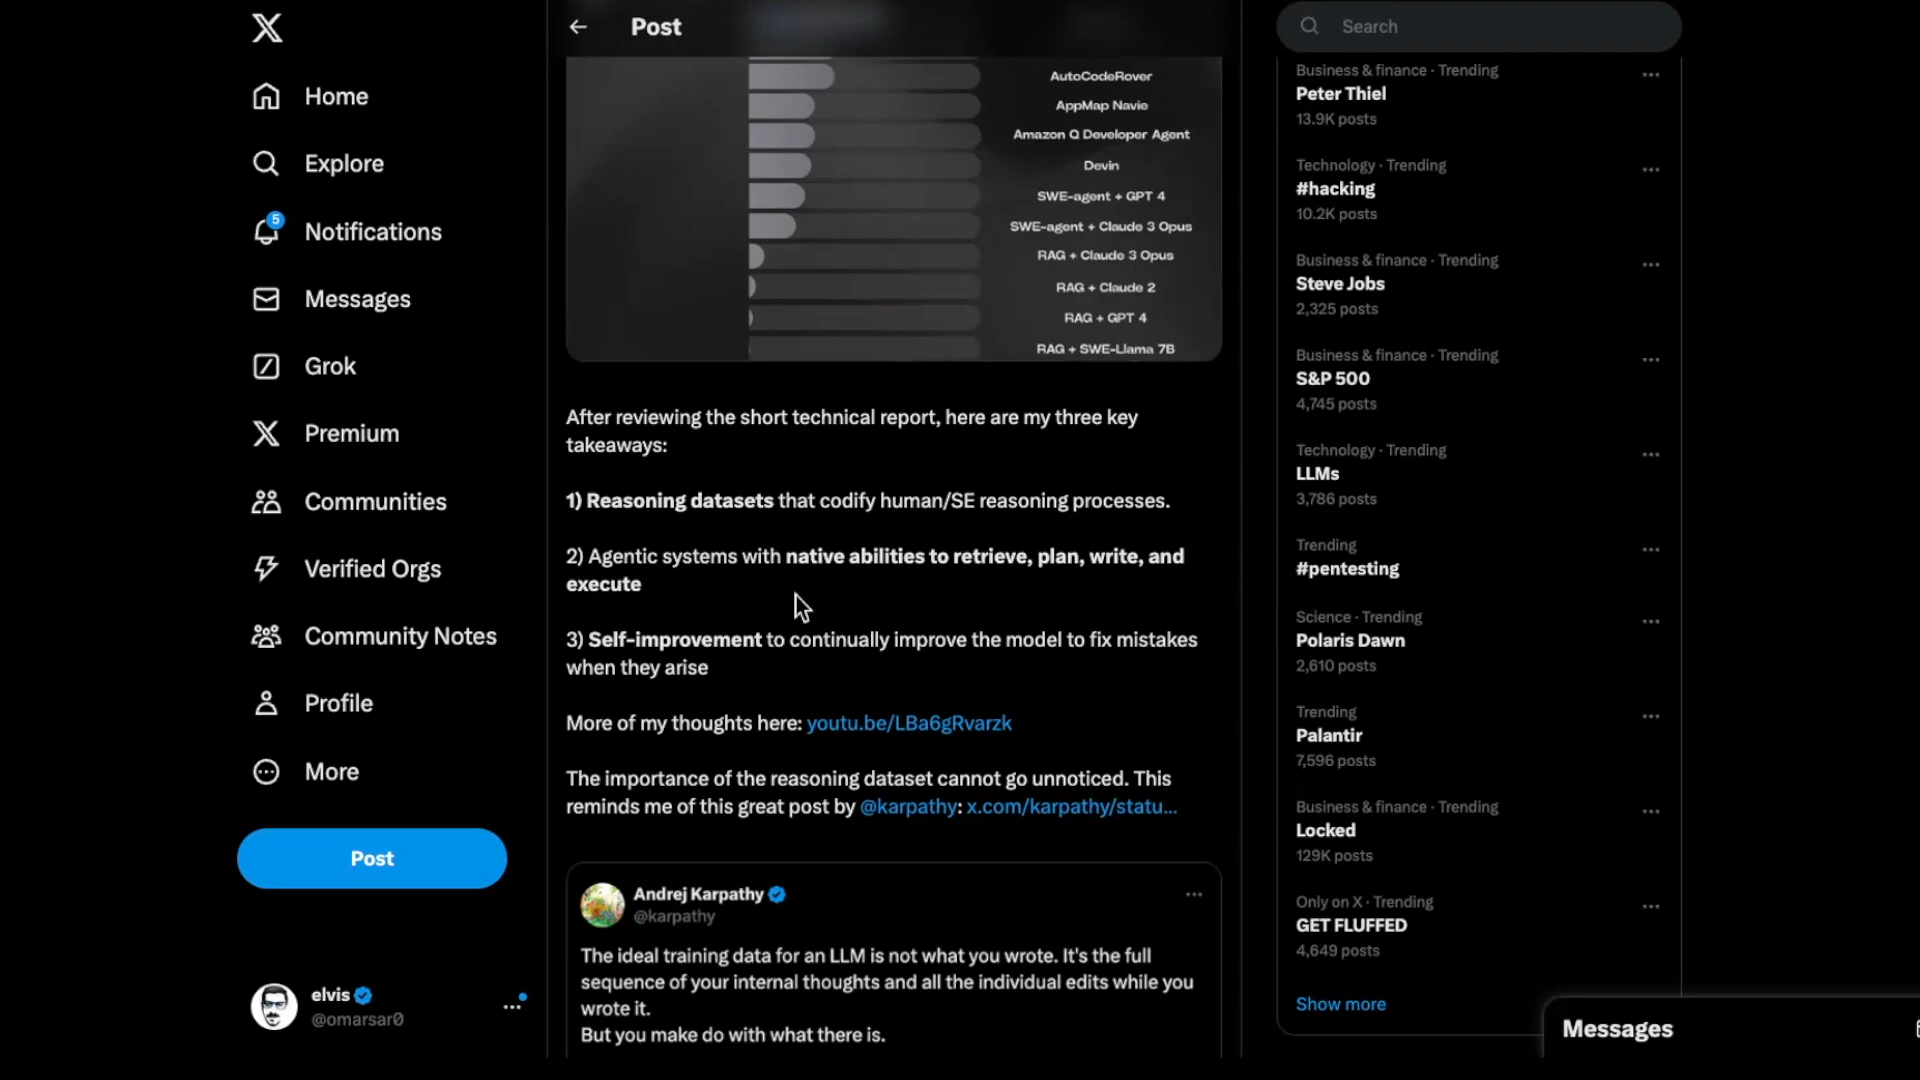 Home
Explore
5
Notifications
Messages
Grok
Premium
Communities
Verified Orgs
Community Notes
Profile
More
Post
elvis
@omarsar0
Post
AutoCodeRover
AppMap Navie
Amazon Q Developer Agent
Devin
SWE-agent + GPT 4
SWE-agent + Claude 3 Opus
RAG + Claude 3 Opus
RAG + Claude 2
RAG + GPT 4
RAG + SWE-Llama 7B
After reviewing the short technical report, here are my three key
takeaways:
1) Reasoning datasets that codify human/SE reasoning processes.
2) Agentic systems with native abilities to retrieve, plan, write, and
execute
3) Self-improvement to continually improve the model to fix mistakes
when they arise
More of my thoughts here: youtu.be/LBa6gRvarzk
The importance of the reasoning dataset cannot go unnoticed. This
reminds me of this great post by @karpathy: x.com/karpathy/statu...
Andrej Karpathy
@karpathy
The ideal training data for an LLM is not what you wrote. It's the full
sequence of your internal thoughts and all the individual edits while you
wrote it.
But you make do with what there is.
Search
Business & finance · Trending
Peter Thiel
13.9K posts
Technology · Trending
#hacking
10.2K posts
Business & finance · Trending
Steve Jobs
2,325 posts
Business & finance · Trending
S&P 500
4,745 posts
Technology · Trending
LLMs
3,786 posts
Trending
#pentesting
Science · Trending
Polaris Dawn
2,610 posts
Trending
Palantir
7,596 posts
Business & finance · Trending
Locked
129K posts
Only on X · Trending
GET FLUFFED
4,649 posts
Show more
Messages